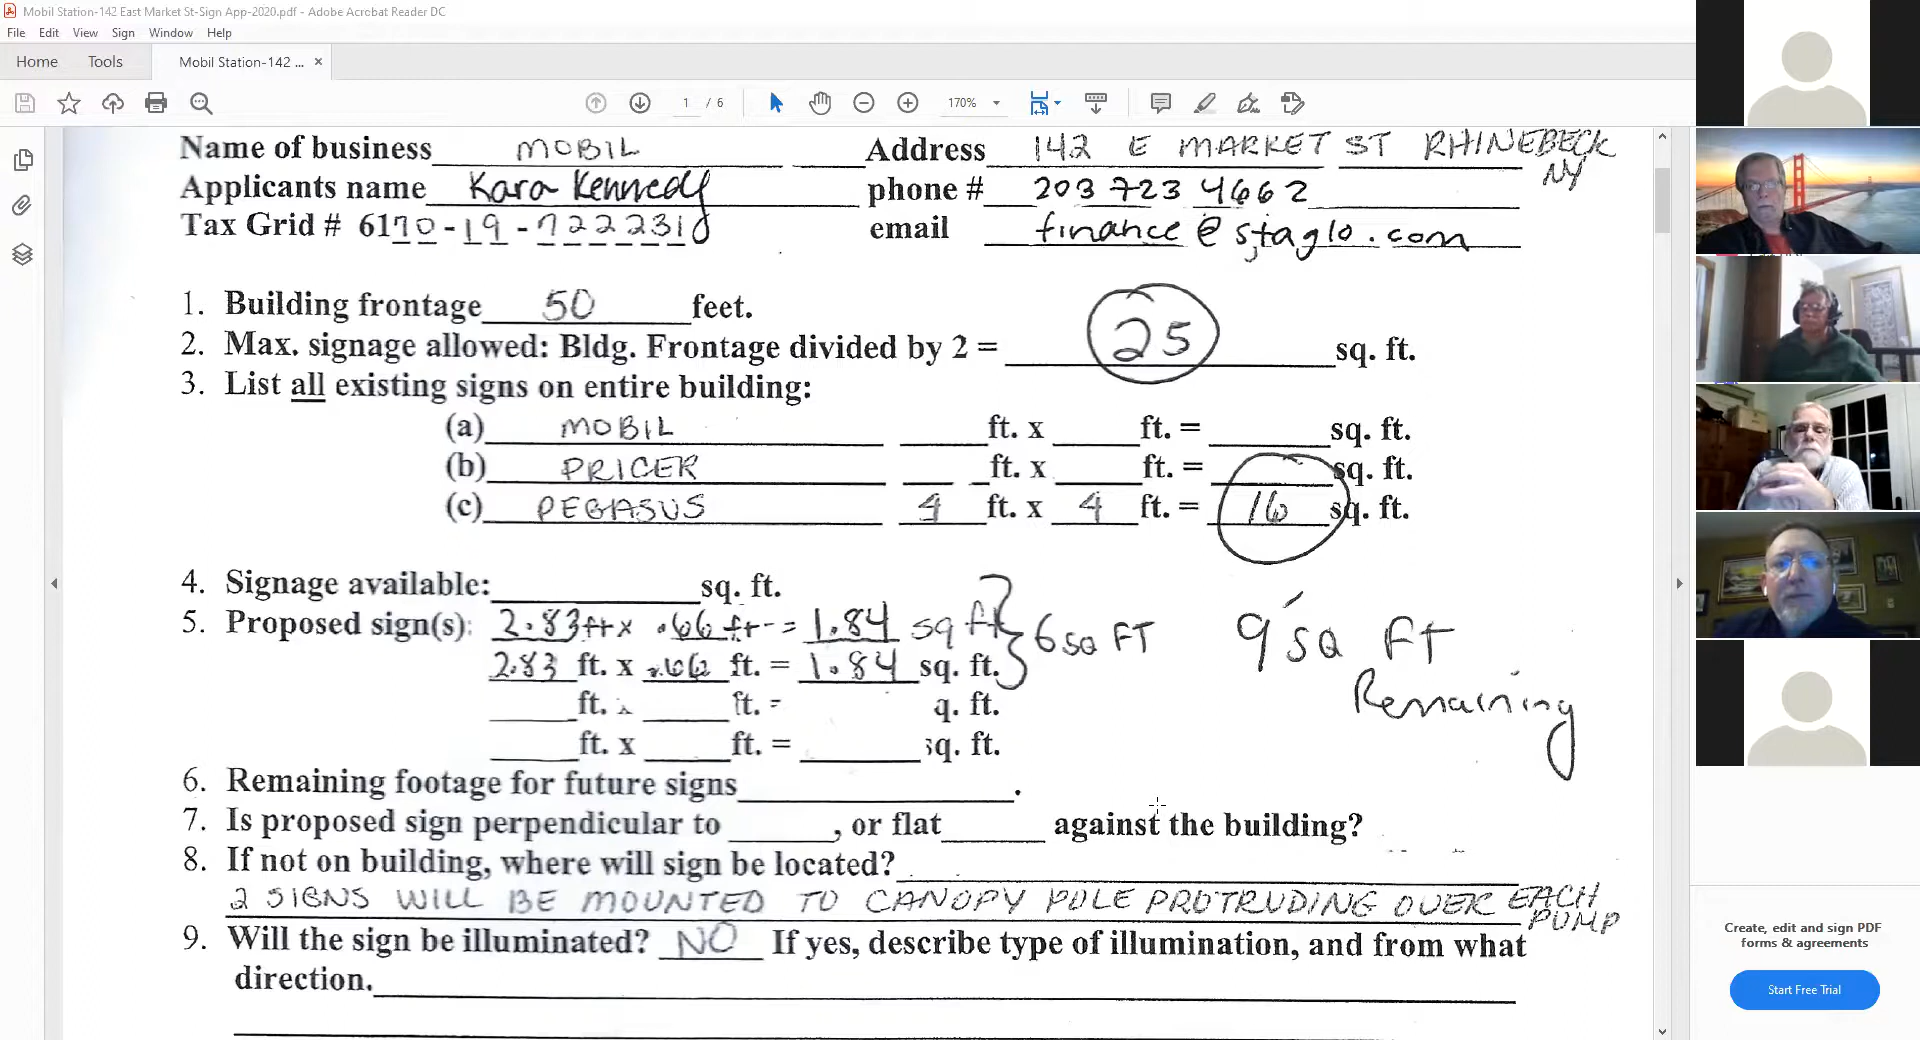 Mobil Station-142 East Market St-Sign App-2020.pdf - Adobe Acrobat Reader DC
File Edit View Sign Window Help
Home Tools Mobil Station-142 ... ×
1 / 6 170%
Name of business MOBIL Address 142 E MARKET ST RHINEBECK NY
Applicants name Kara Kennedy phone # 203 723 4662
Tax Grid # 6170-19-722231 email finance@staglo.com
1. Building frontage 50 feet.
2. Max. signage allowed: Bldg. Frontage divided by 2 = 25 sq. ft.
3. List all existing signs on entire building:
(a) MOBIL ft. x ft. = sq. ft.
(b) PRICER ft. x ft. = sq. ft.
(c) PEGASUS 4 ft. x 4 ft. = 16 sq. ft.
4. Signage available: sq. ft.
5. Proposed sign(s): 2.83 ft x .66 ft = 1.84 sq ft 6 SQ FT 9 SQ FT
2.83 ft. x .66 ft. = 1.84 sq. ft. Remaining
ft. x ft. = q. ft.
ft. x ft. = sq. ft.
6. Remaining footage for future signs .
7. Is proposed sign perpendicular to , or flat against the building?
8. If not on building, where will sign be located?
2 SIGNS WILL BE MOUNTED TO CANOPY POLE PROTRUDING OVER EACH PUMP
9. Will the sign be illuminated? NO If yes, describe type of illumination, and from what
direction.
Create, edit and sign PDF
forms & agreements
Start Free Trial